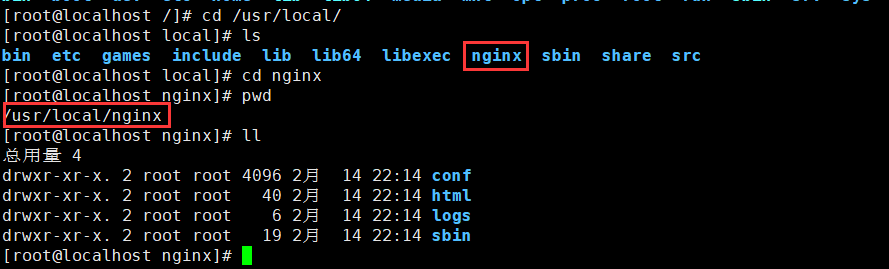 [root@localhost /]# cd /usr/local/
[root@localhost local]# ls
bin etc games include lib lib64 libexec nginx sbin share src
[root@localhost local]# cd nginx
[root@localhost nginx]# pwd
/usr/local/nginx
[root@localhost nginx]# ll
总用量 4
drwxr-xr-x. 2 root root 4096 2月 14 22:14 conf
drwxr-xr-x. 2 root root 40 2月 14 22:14 html
drwxr-xr-x. 2 root root 6 2月 14 22:14 logs
drwxr-xr-x. 2 root root 19 2月 14 22:14 sbin
[root@localhost nginx]#